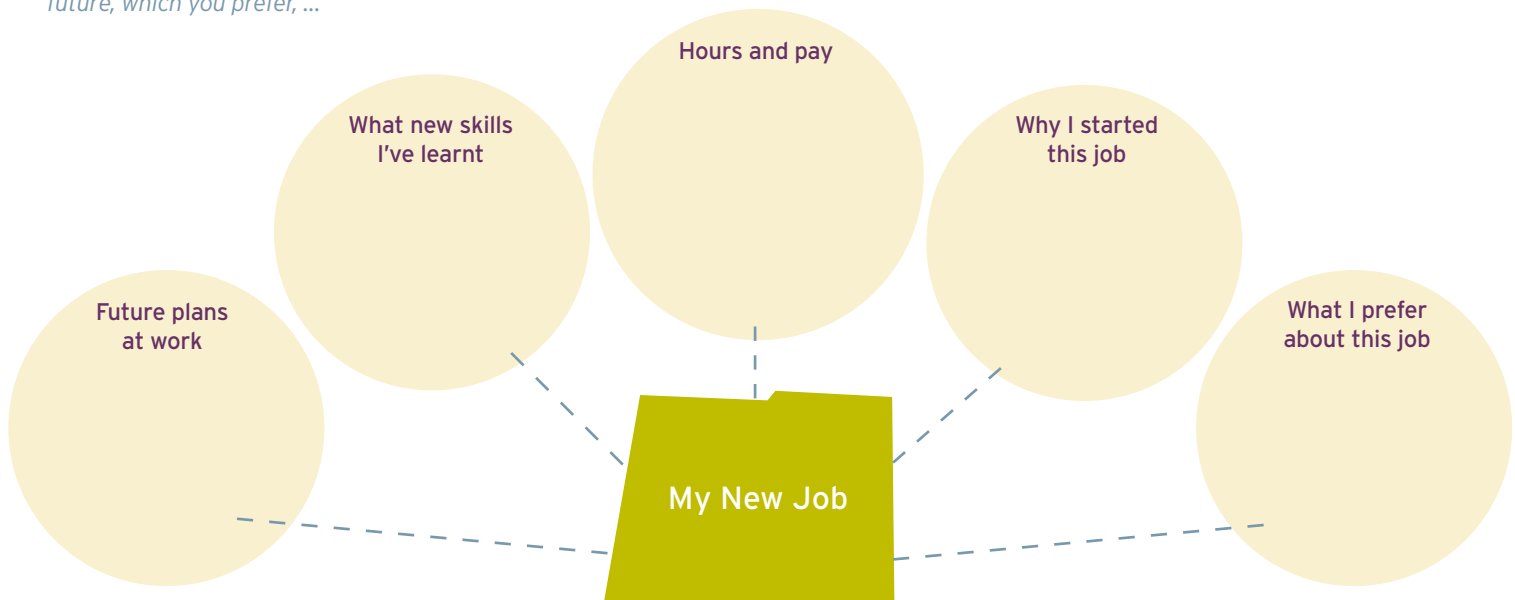 future, which you prefer, ...
Hours and pay
What new skills
I've learnt
Why I started
this job
Future plans
at work
What I prefer
about this job
My New Job